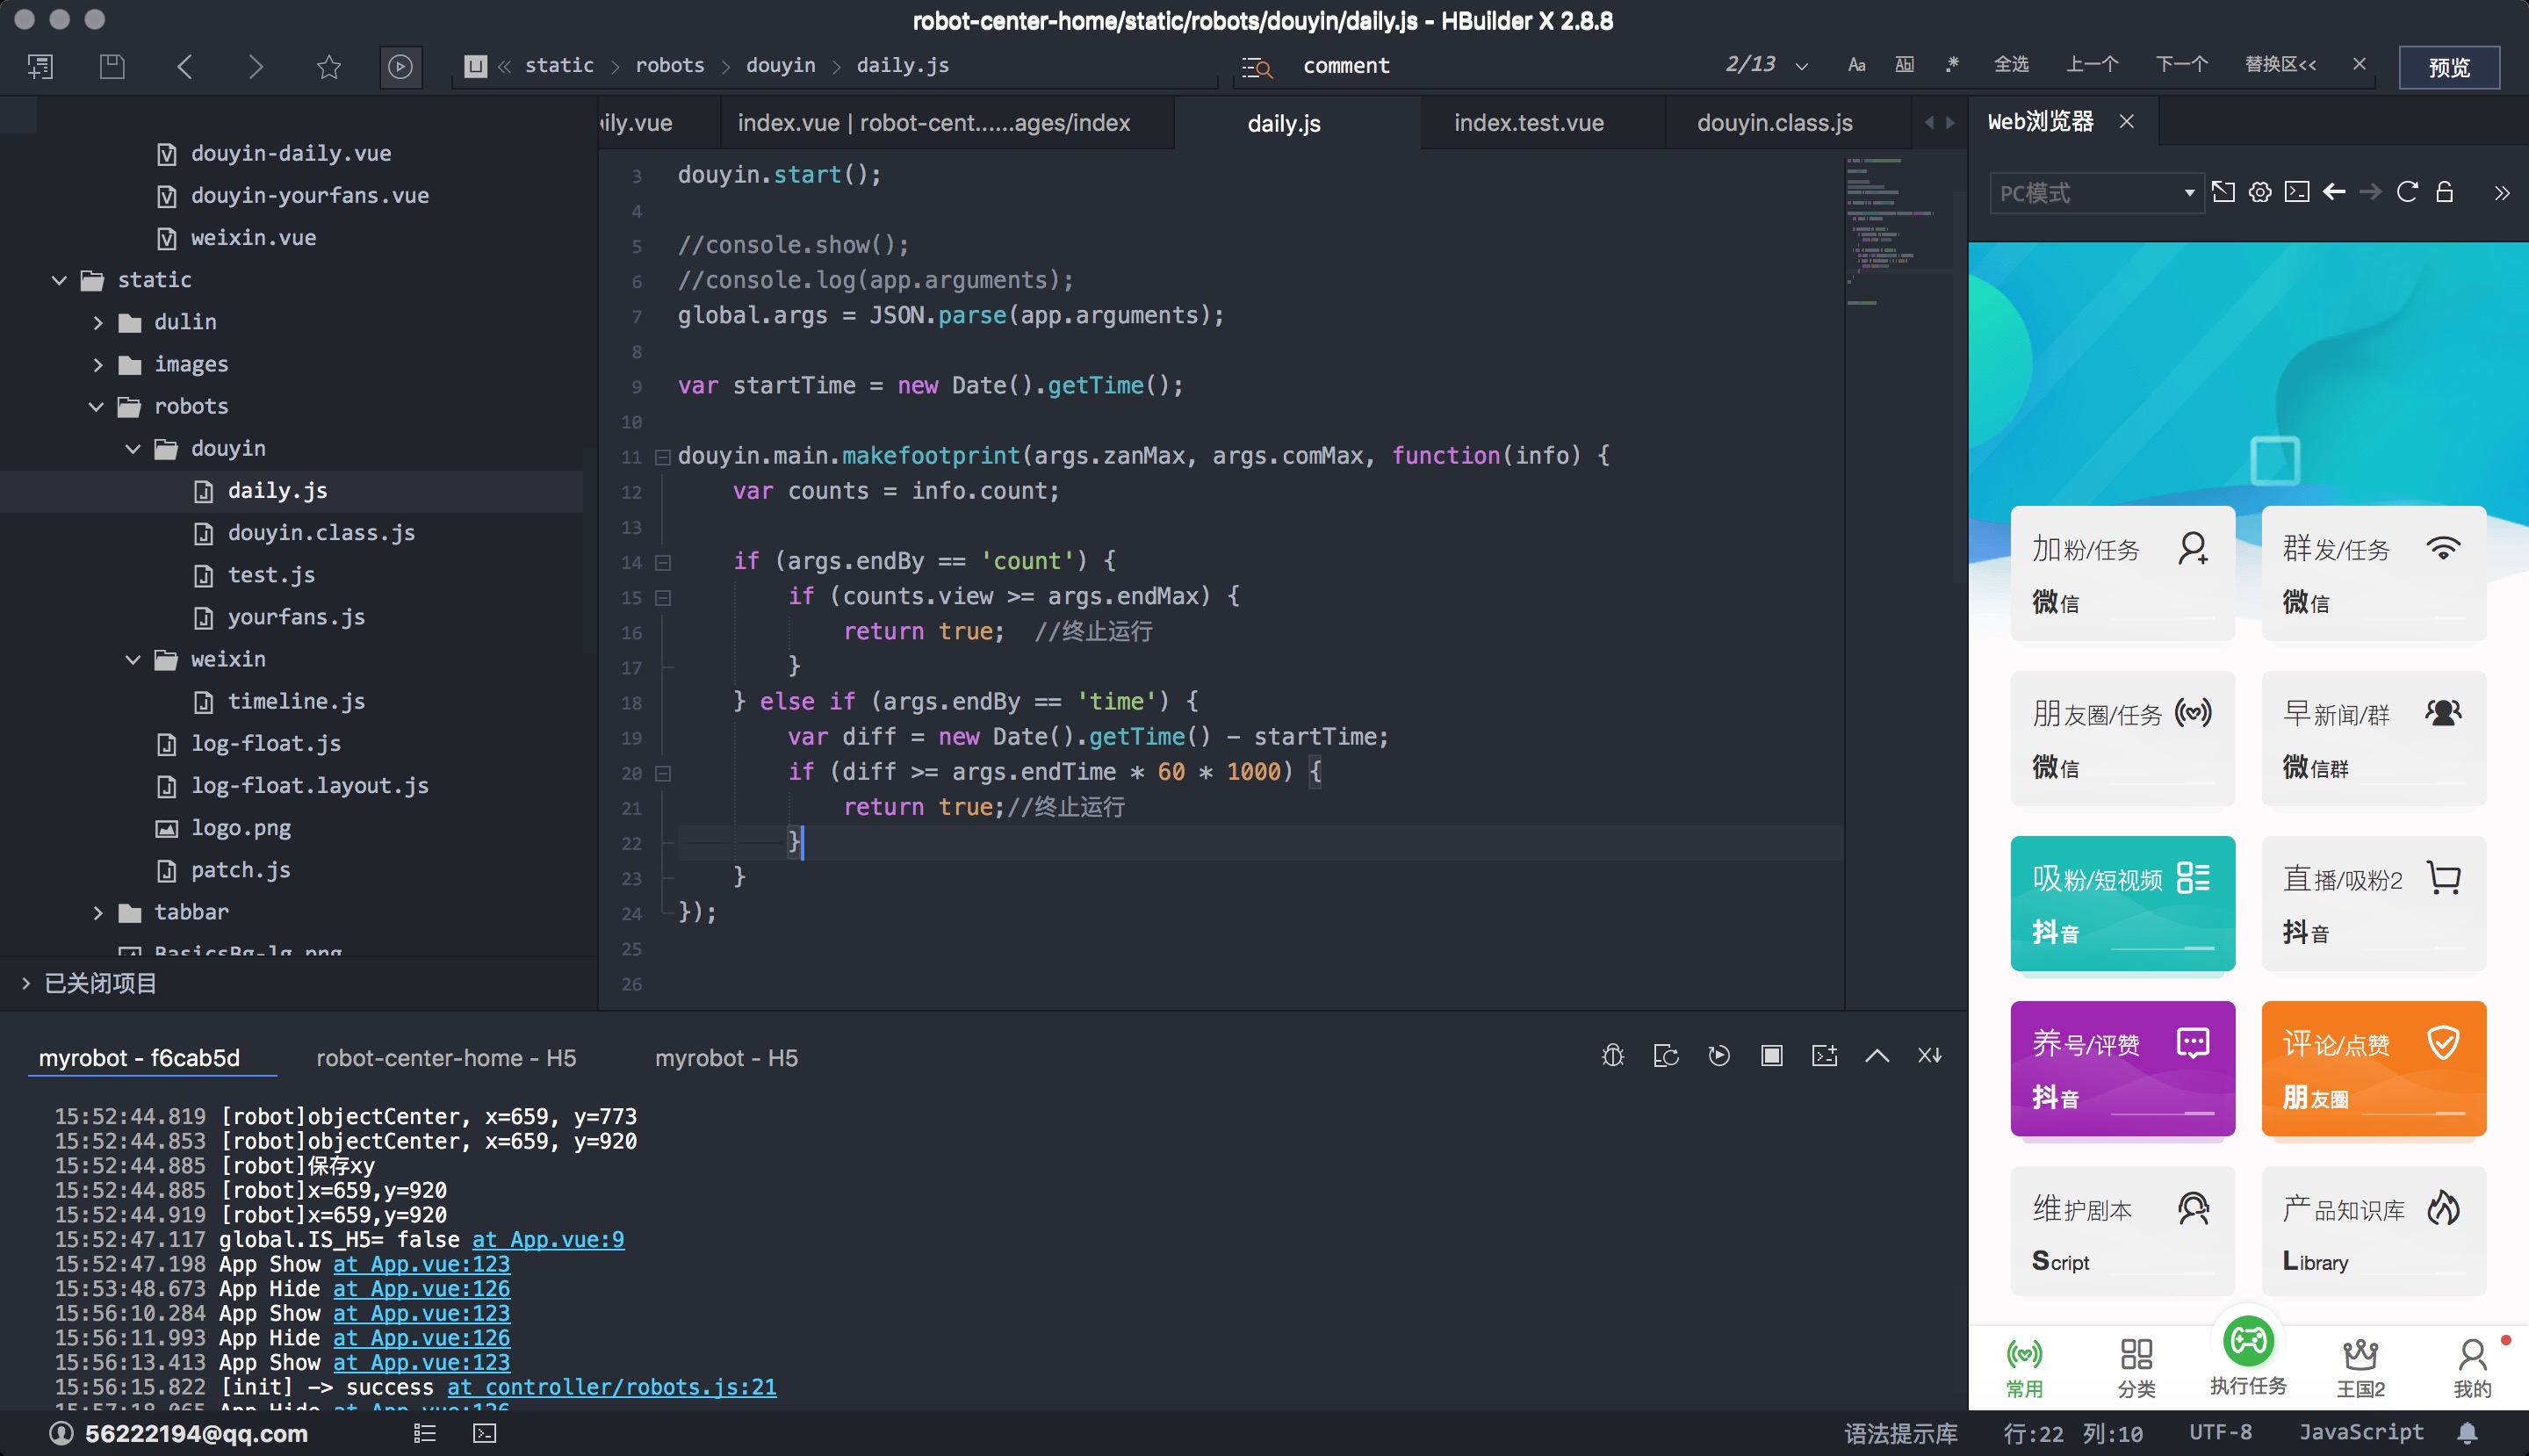 robot-center-home/static/robots/douyin/daily.js - HBuilder X 2.8.8
static robots douyin daily.js
comment 2/13 Aa 全选 上一个 下一个 替换区<< 预览
douyin-daily.vue
douyin-yourfans.vue
weixin.vue
static
dulin
images
robots
douyin
daily.js
douyin.class.js
test.js
yourfans.js
weixin
timeline.js
log-float.js
log-float.layout.js
logo.png
patch.js
tabbar
BasicsBg-lg.png
已关闭项目
ily.vue index.vue | robot-cent......ages/index daily.js index.test.vue douyin.class.js
3 douyin.start();
4
5 //console.show();
6 //console.log(app.arguments);
7 global.args = JSON.parse(app.arguments);
8
9 var startTime = new Date().getTime();
10
11 douyin.main.makefootprint(args.zanMax, args.comMax, function(info) {
12 var counts = info.count;
13
14 if (args.endBy == 'count') {
15 if (counts.view >= args.endMax) {
16 return true; //终止运行
17 }
18 } else if (args.endBy == 'time') {
19 var diff = new Date().getTime() - startTime;
20 if (diff >= args.endTime * 60 * 1000) {
21 return true;//终止运行
22 }
23 }
24 });
25
26
Web浏览器
PC模式
加粉/任务
微信
群发/任务
微信
朋友圈/任务
微信
早新闻/群
微信群
吸粉/短视频
抖音
直播/吸粉2
抖音
养号/评赞
抖音
评论/点赞
朋友圈
维护剧本
Script
产品知识库
Library
常用 分类 执行任务 王国2 我的
myrobot - f6cab5d robot-center-home - H5 myrobot - H5
15:52:44.819 [robot]objectCenter, x=659, y=773
15:52:44.853 [robot]objectCenter, x=659, y=920
15:52:44.885 [robot]保存xy
15:52:44.885 [robot]x=659,y=920
15:52:44.919 [robot]x=659,y=920
15:52:47.117 global.IS_H5= false at App.vue:9
15:52:47.198 App Show at App.vue:123
15:53:48.673 App Hide at App.vue:126
15:56:10.284 App Show at App.vue:123
15:56:11.993 App Hide at App.vue:126
15:56:13.413 App Show at App.vue:123
15:56:15.822 [init] -> success at controller/robots.js:21
15:57:18.065 App Hide at App.vue:126
56222194@qq.com
语法提示库 行:22 列:10 UTF-8 JavaScript